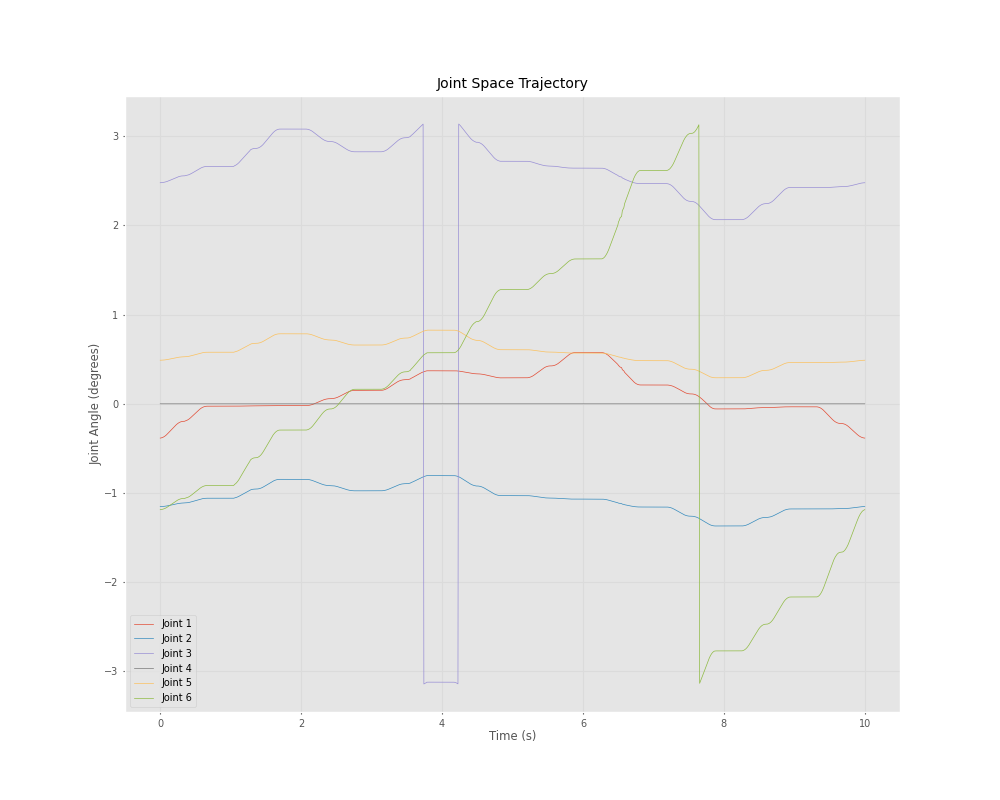 Joint Space Trajectory
3
2
1
0
−1
−2
−3
Joint Angle (degrees)
Joint 1
Joint 2
Joint 3
Joint 4
Joint 5
Joint 6
0
2
4
6
8
10
Time (s)